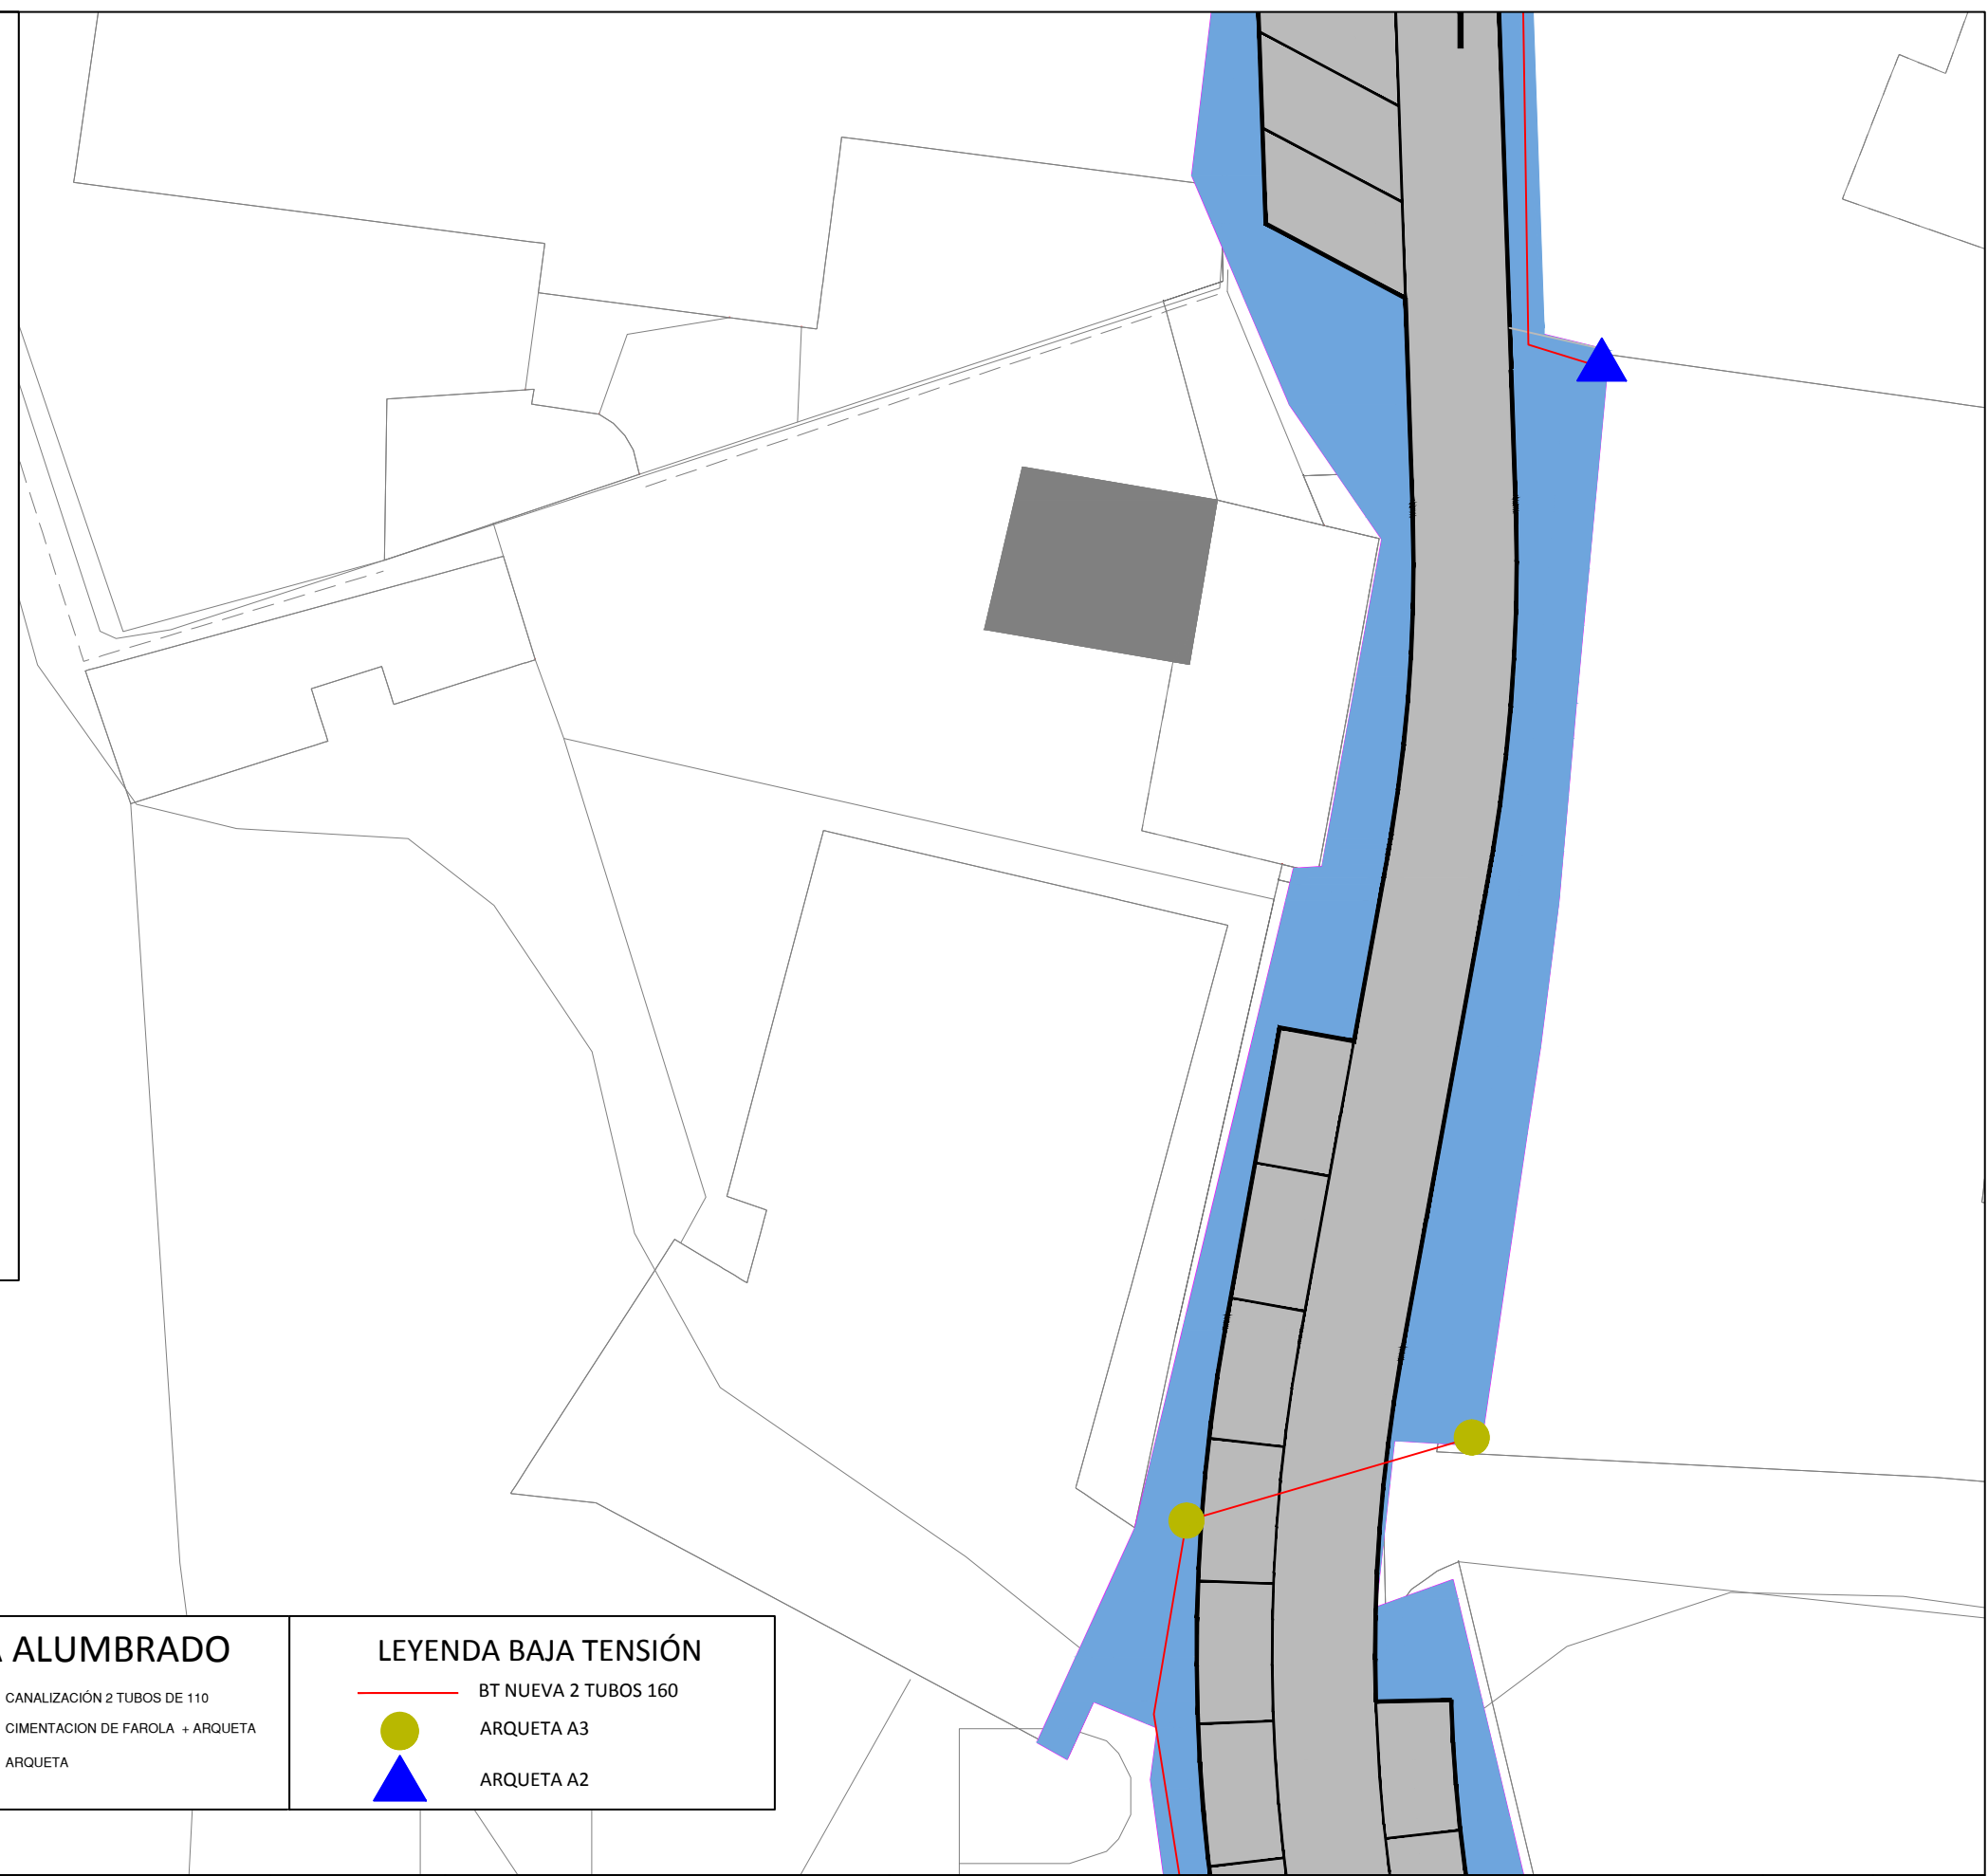 ALUMBRADO
CANALIZACIÓN 2 TUBOS DE 110
CIMENTACION DE FAROLA + ARQUETA
ARQUETA
LEYENDA BAJA TENSIÓN
BT NUEVA 2 TUBOS 160
ARQUETA A3
ARQUETA A2